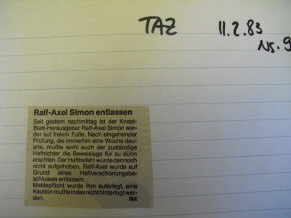 TAZ 11.2.83
Nr. 9
Ralf-Axel Simon entlassen
Seit gestern nachmittag ist der Knast-
Blatt-Herausgeber Ralf-Axel Simon wie-
der auf freiem Fuße. Nach eingehender
Prüfung, die immerhin eine Woche dau-
erte, mußte wohl auch der zuständige
Haftrichter die Beweislage für zu dünn
erachten. Der Haftbefehl wurde dennoch
nicht aufgehoben, Ralf-Axel wurde auf
Grund eines Haftverschonungsbe-
schlusses entlassen.
Meldepflicht wurde ihm auferlegt, eine
Kaution mußte indes nicht hinterlegt wer-
den.